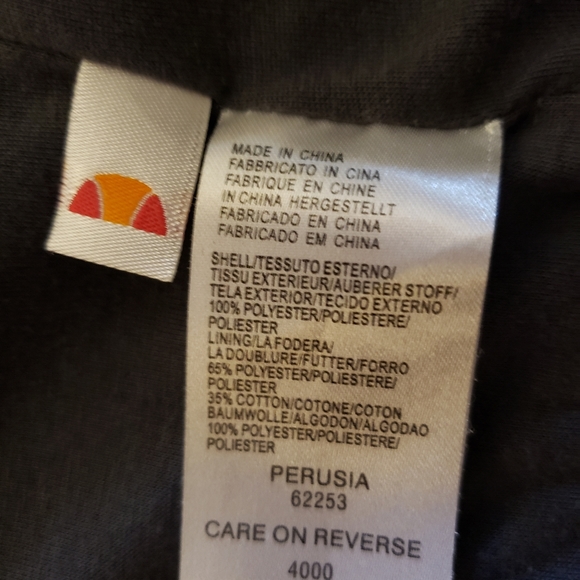 MADE IN CHINA
FABBRICATO IN CINA
FABRIQUE EN CHINE
IN CHINA HERGESTELLT
FABRICADO EN CHINA
FABRICADO EM CHINA
SHELL/TESSUTO ESTERNO/
TISSU EXTERIEUR/AUBERER STOFF/
TELA EXTERIOR/TECIDO EXTERNO
100% POLYESTER/POLIESTERE/
POLIESTER
LINING/LA FODERA/
LA DOUBLURE/FUTTER/FORRO
65% POLYESTER/POLIESTERE/
POLIESTER
35% COTTON/COTONE/COTON
BAUMWOLLE/ALGODON/ALGODAO
100% POLYESTER/POLIESTERE/
POLIESTER
PERUSIA
62253
CARE ON REVERSE
4000